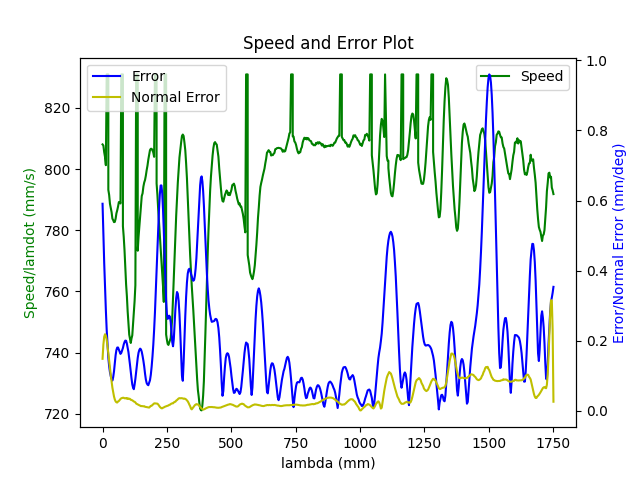 Speed and Error Plot
Error
Normal Error
Speed
820
800
780
760
740
720
Speed/lamdot (mm/s)
1.0
0.8
0.6
0.4
0.2
0.0
Error/Normal Error (mm/deg)
0 250 500 750 1000 1250 1500 1750
lambda (mm)